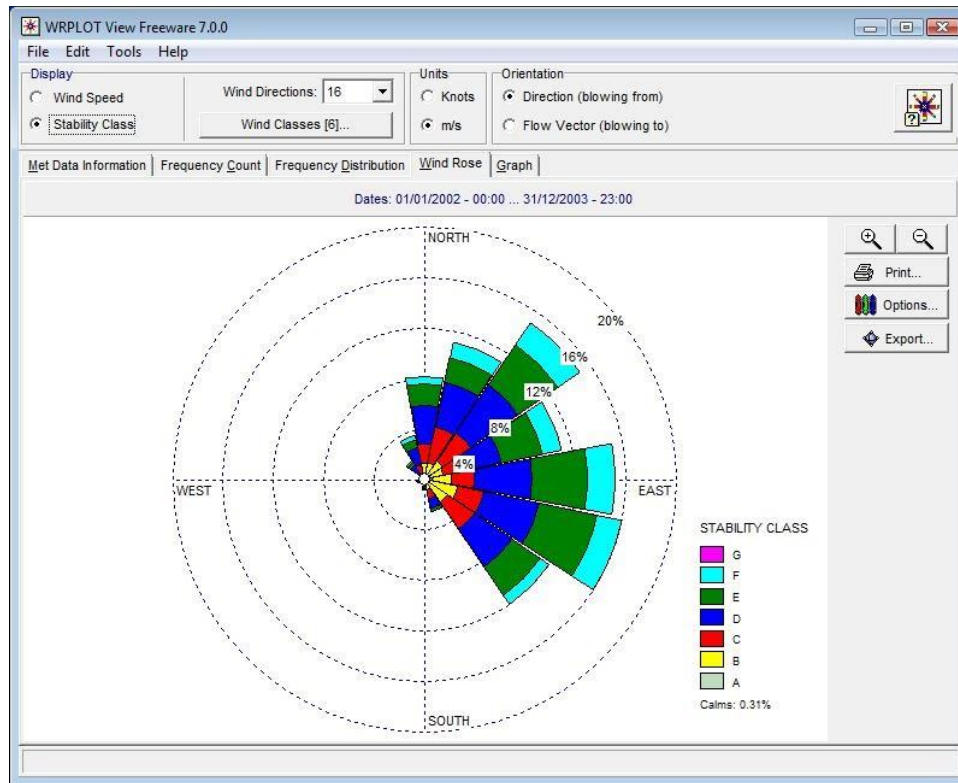 WRPLOT View Freeware 7.0.0
File Edit Tools Help
Display
Wind Speed
Stability Class
Wind Directions: 16
Wind Classes [6]...
Units
Knots
m/s
Orientation
Direction (blowing from)
Flow Vector (blowing to)
Met Data Information Frequency Count Frequency Distribution Wind Rose Graph
Dates: 01/01/2002 - 00:00 ... 31/12/2003 - 23:00
Print...
Options...
Export...
NORTH
20%
16%
12%
8%
4%
WEST
EAST
SOUTH
STABILITY CLASS
G
F
E
D
C
B
A
Calms: 0.31%